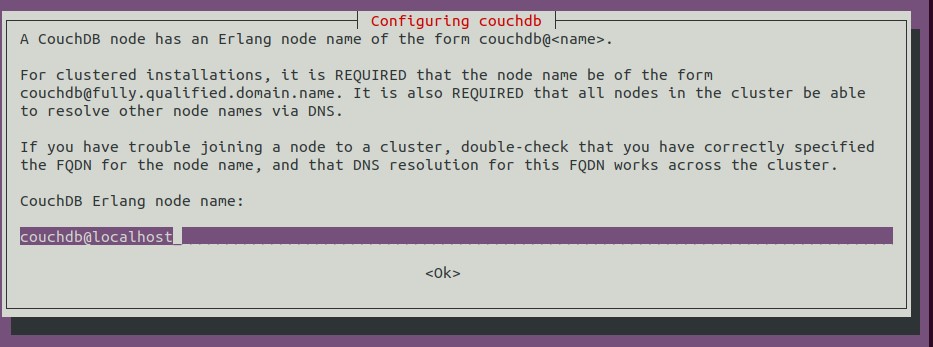 Configuring couchdb
A CouchDB node has an Erlang node name of the form couchdb@<name>.
For clustered installations, it is REQUIRED that the node name be of the form
couchdb@fully.qualified.domain.name. It is also REQUIRED that all nodes in the cluster be able
to resolve other node names via DNS.
If you have trouble joining a node to a cluster, double-check that you have correctly specified
the FQDN for the node name, and that DNS resolution for this FQDN works across the cluster.
CouchDB Erlang node name:
couchdb@localhost
<Ok>